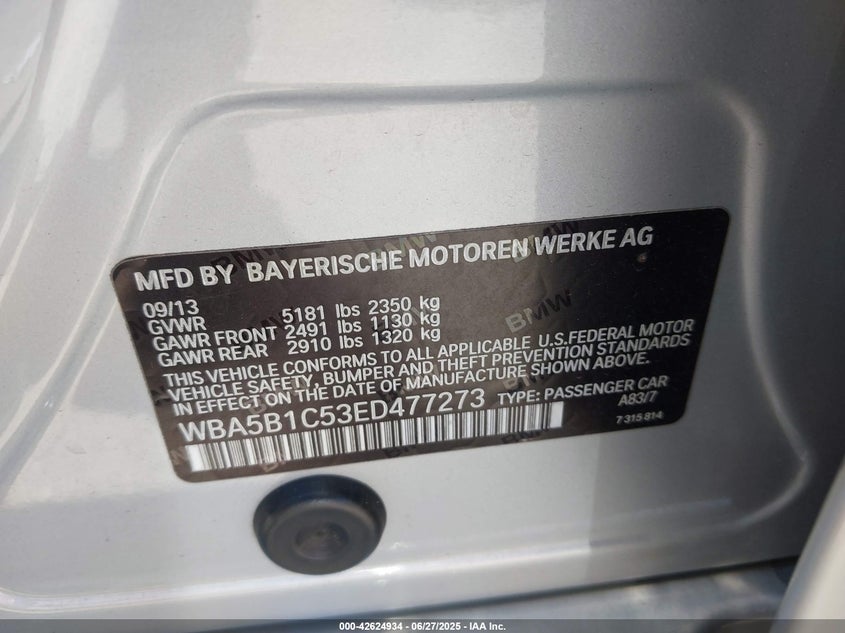 MFD BY BAYERISCHE MOTOREN WERKE AG
09/13
GVWR 5181 lbs 2350 kg
GAWR FRONT 2491 lbs 1130 kg
GAWR REAR 2910 lbs 1320 kg
THIS VEHICLE CONFORMS TO ALL APPLICABLE U.S.FEDERAL MOTOR
VEHICLE SAFETY, BUMPER AND THEFT PREVENTION STANDARDS
IN EFFECT ON THE DATE OF MANUFACTURE SHOWN ABOVE.
WBA5B1C53ED477273 TYPE: PASSENGER CAR
A83/7
7 315 814
BMW
000-42624934 - 06/27/2025 - IAA Inc.